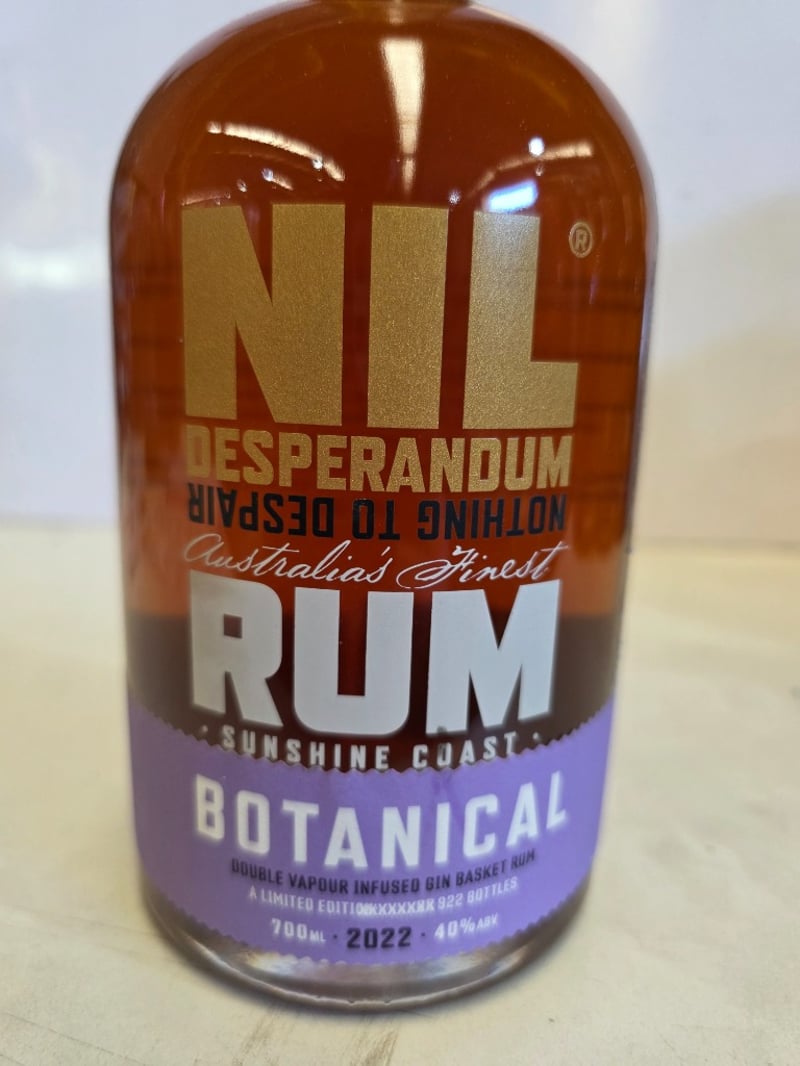 NIL®
DESPERANDUM
NOTHING TO DESPAIR
Australia's Finest
RUM
· SUNSHINE COAST ·
BOTANICAL
DOUBLE VAPOUR INFUSED GIN BASKET RUM
A LIMITED 922 BOTTLES
700ML · 2022 · 40% ABV